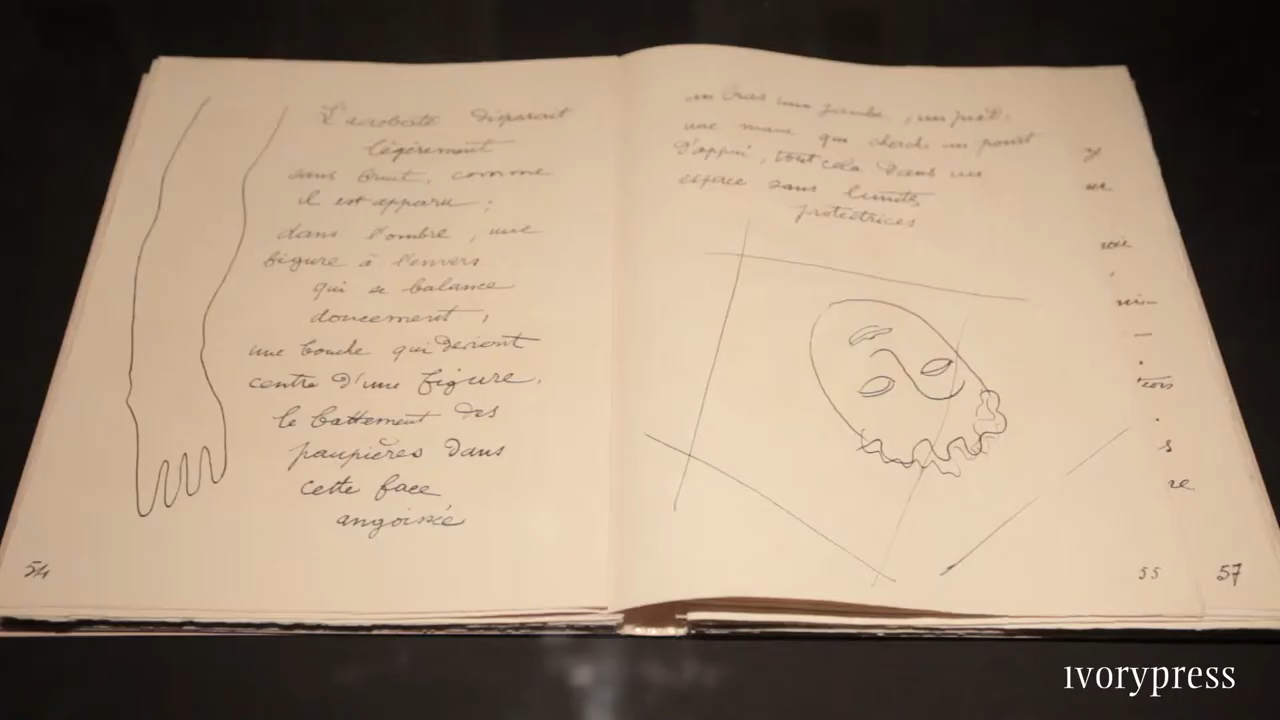 L'acrobate disparait
légèrement
sans bruit, comme
il est apparu ;
dans l'ombre, une
figure à l'envers
qui se balance
doucement,
une bouche qui devient
centre d'une figure,
le battement des
paupières dans
cette face
angoissée
54
un bras une jambe, un pied,
une main qui cherche un point
d'appui, tout cela dans un
espace sans limites
protectrices
55
57
ivorypress